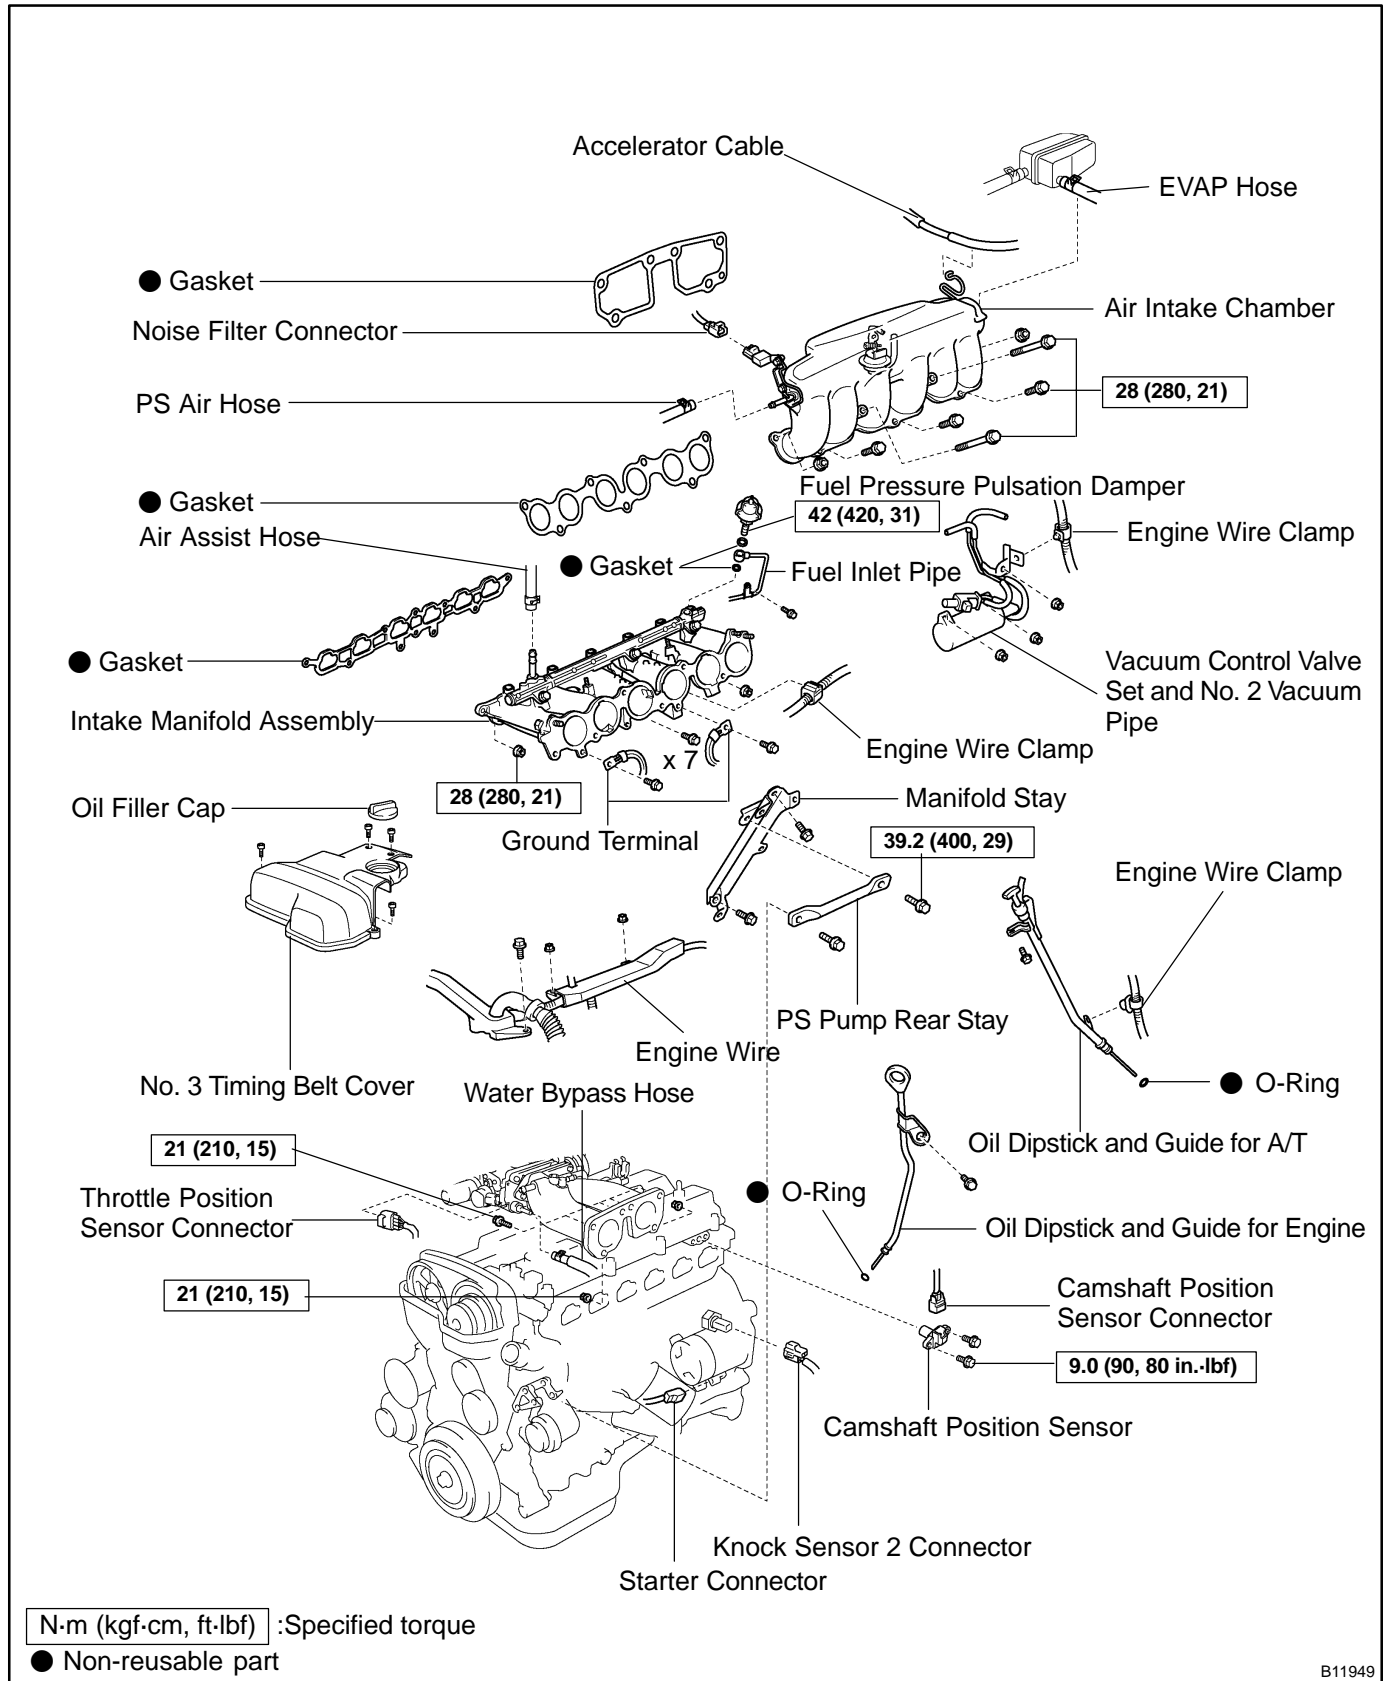 Accelerator Cable
EVAP Hose
● Gasket
Air Intake Chamber
Noise Filter Connector
28 (280, 21)
PS Air Hose
Fuel Pressure Pulsation Damper
● Gasket
42 (420, 31)
Engine Wire Clamp
Air Assist Hose
● Gasket
Fuel Inlet Pipe
● Gasket
Vacuum Control Valve
Set and No. 2 Vacuum
Pipe
Intake Manifold Assembly
Engine Wire Clamp
x 7
28 (280, 21)
Manifold Stay
Oil Filler Cap
Ground Terminal
39.2 (400, 29)
Engine Wire Clamp
PS Pump Rear Stay
Engine Wire
No. 3 Timing Belt Cover
Water Bypass Hose
● O-Ring
21 (210, 15)
Oil Dipstick and Guide for A/T
Throttle Position
Sensor Connector
● O-Ring
Oil Dipstick and Guide for Engine
21 (210, 15)
Camshaft Position
Sensor Connector
9.0 (90, 80 in.·lbf)
Camshaft Position Sensor
Knock Sensor 2 Connector
Starter Connector
N·m (kgf·cm, ft·lbf) :Specified torque
● Non-reusable part
B11949